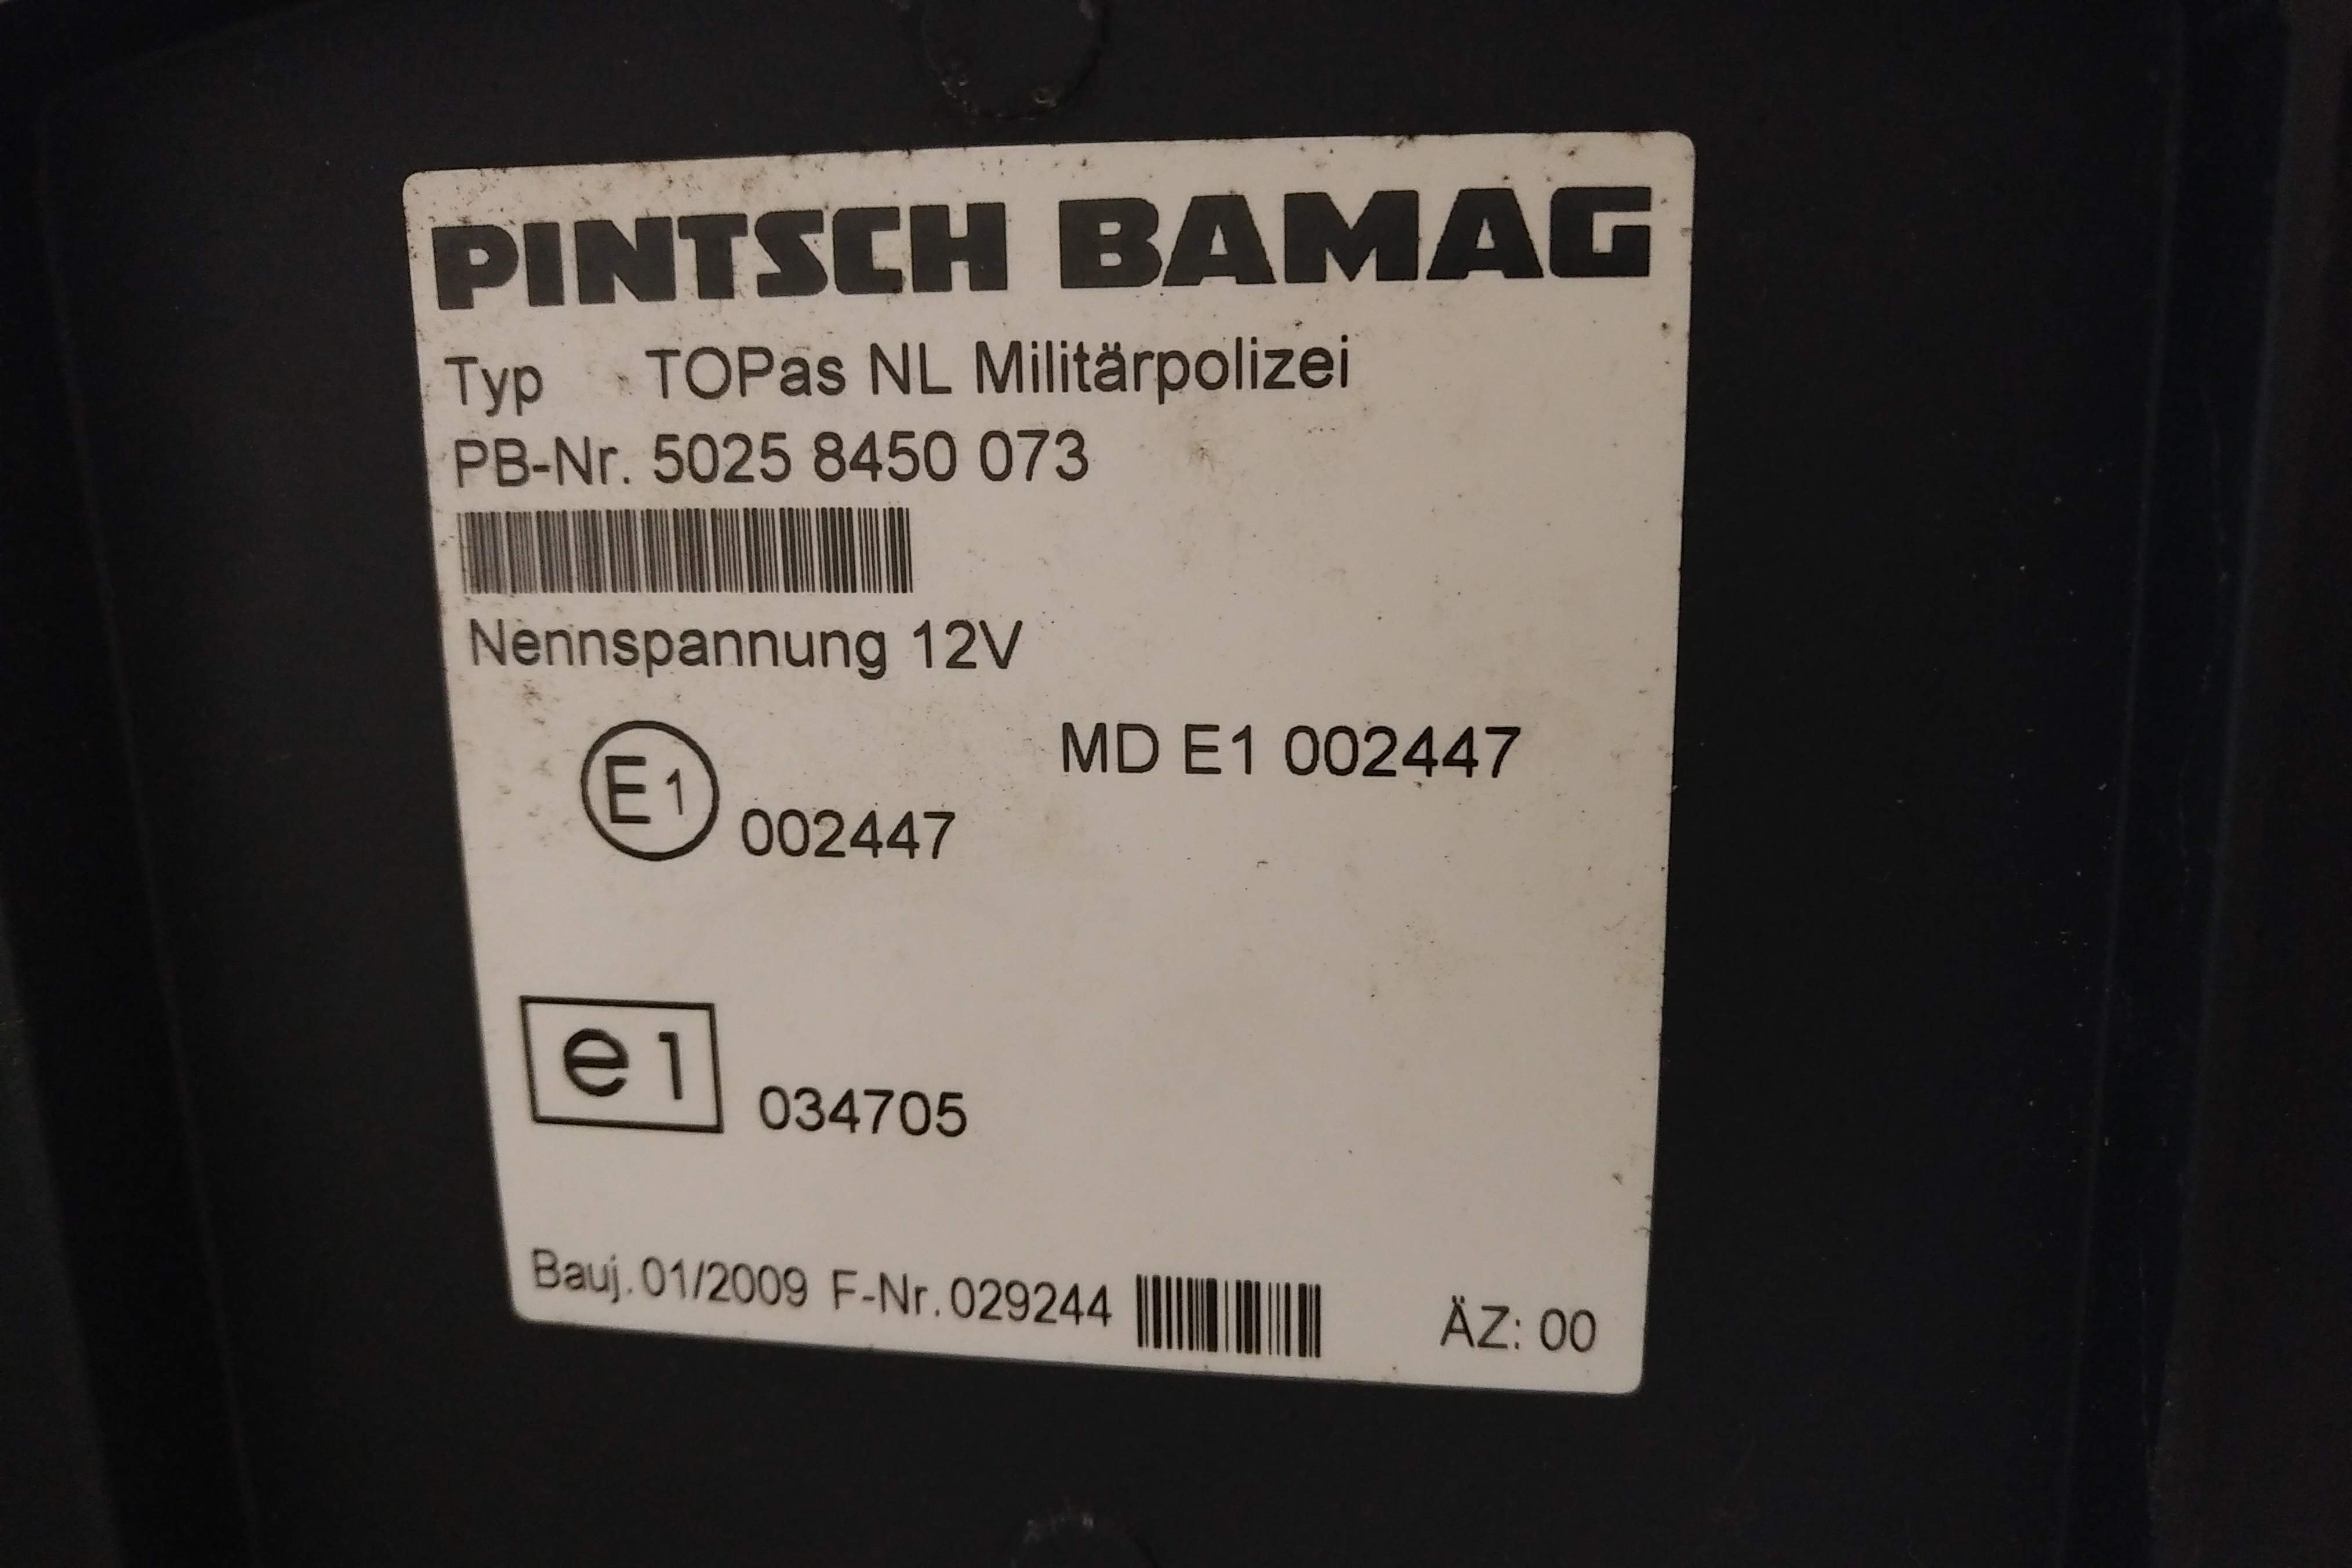 PINTSCH BAMAG
Typ TOPas NL Militärpolizei
PB-Nr. 5025 8450 073
Nennspannung 12V
E1 002447
MD E1 002447
e1 034705
Bauj. 01/2009 F-Nr. 029244 ÄZ: 00